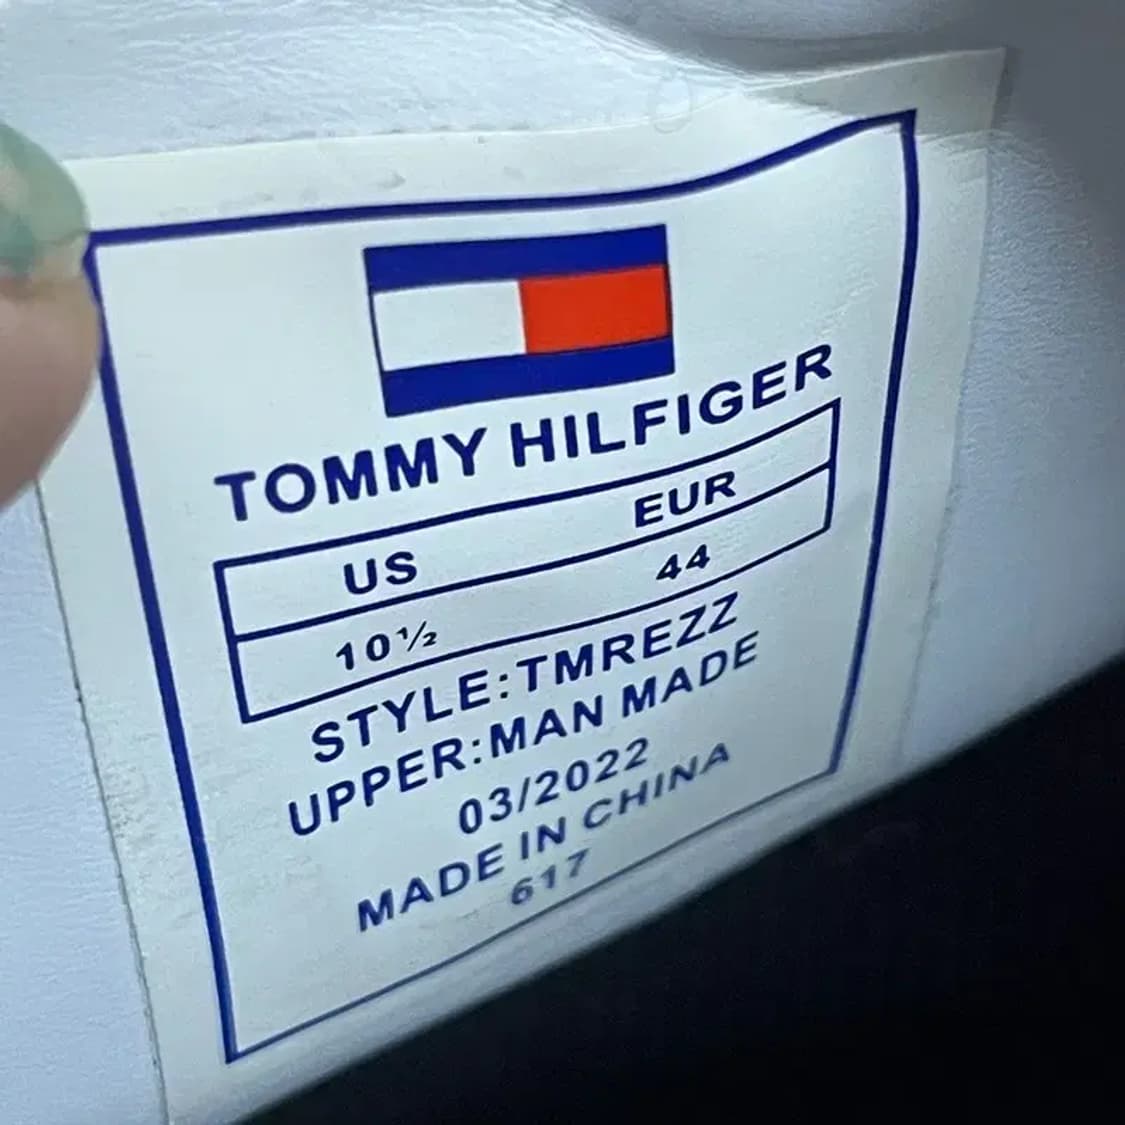 TOMMY HILFIGER
US EUR
10½ 44
STYLE:TMREZZ
UPPER:MAN MADE
03/2022
MADE IN CHINA
617